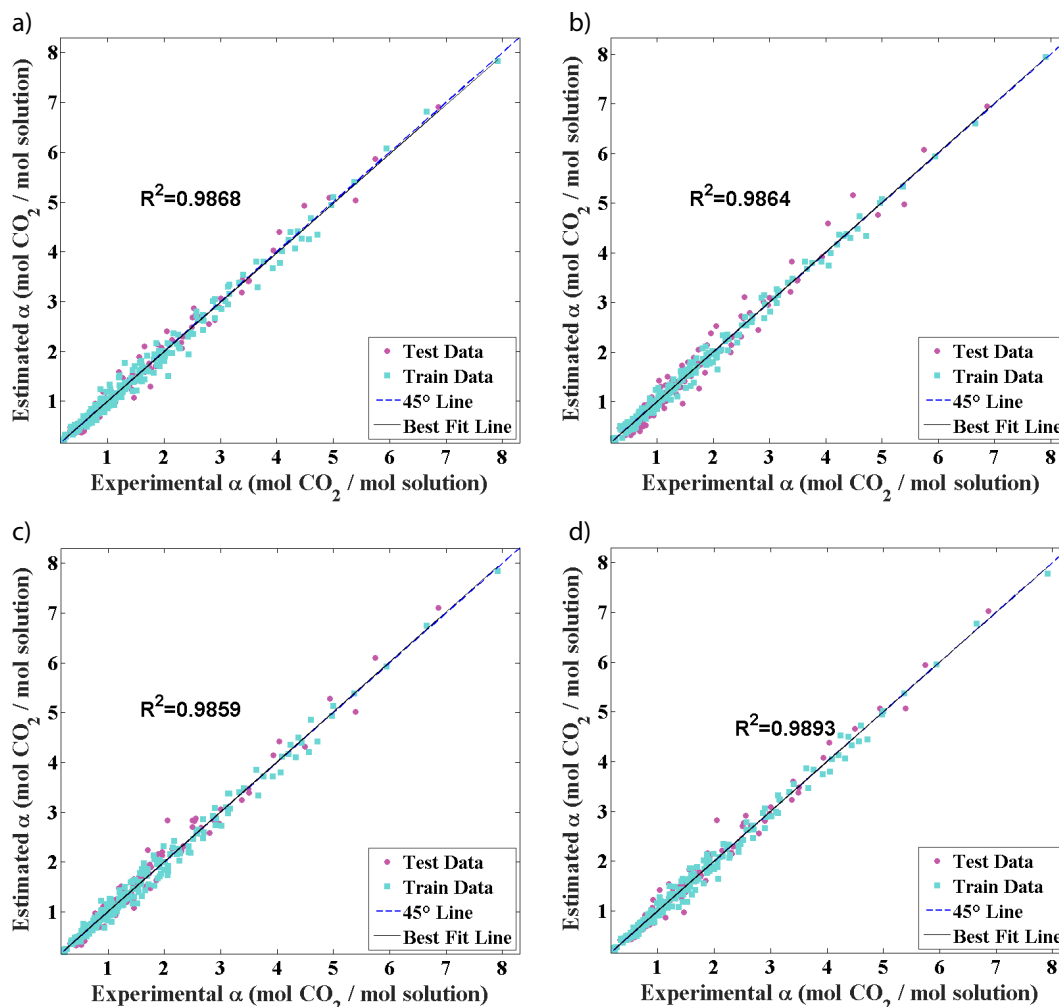 a)
8
7
6
5
4
3
2
1
Estimated α (mol CO2 / mol solution)
R2=0.9868
Test Data
Train Data
45° Line
Best Fit Line
1 2 3 4 5 6 7 8
Experimental α (mol CO2 / mol solution)
b)
8
7
6
5
4
3
2
1
Estimated α (mol CO2 / mol solution)
R2=0.9864
Test Data
Train Data
45° Line
Best Fit Line
1 2 3 4 5 6 7 8
Experimental α (mol CO2 / mol solution)
c)
8
7
6
5
4
3
2
1
Estimated α (mol CO2 / mol solution)
R2=0.9859
Test Data
Train Data
45° Line
Best Fit Line
1 2 3 4 5 6 7 8
Experimental α (mol CO2 / mol solution)
d)
8
7
6
5
4
3
2
1
Estimated α (mol CO2 / mol solution)
R2=0.9893
Test Data
Train Data
45° Line
Best Fit Line
1 2 3 4 5 6 7 8
Experimental α (mol CO2 / mol solution)